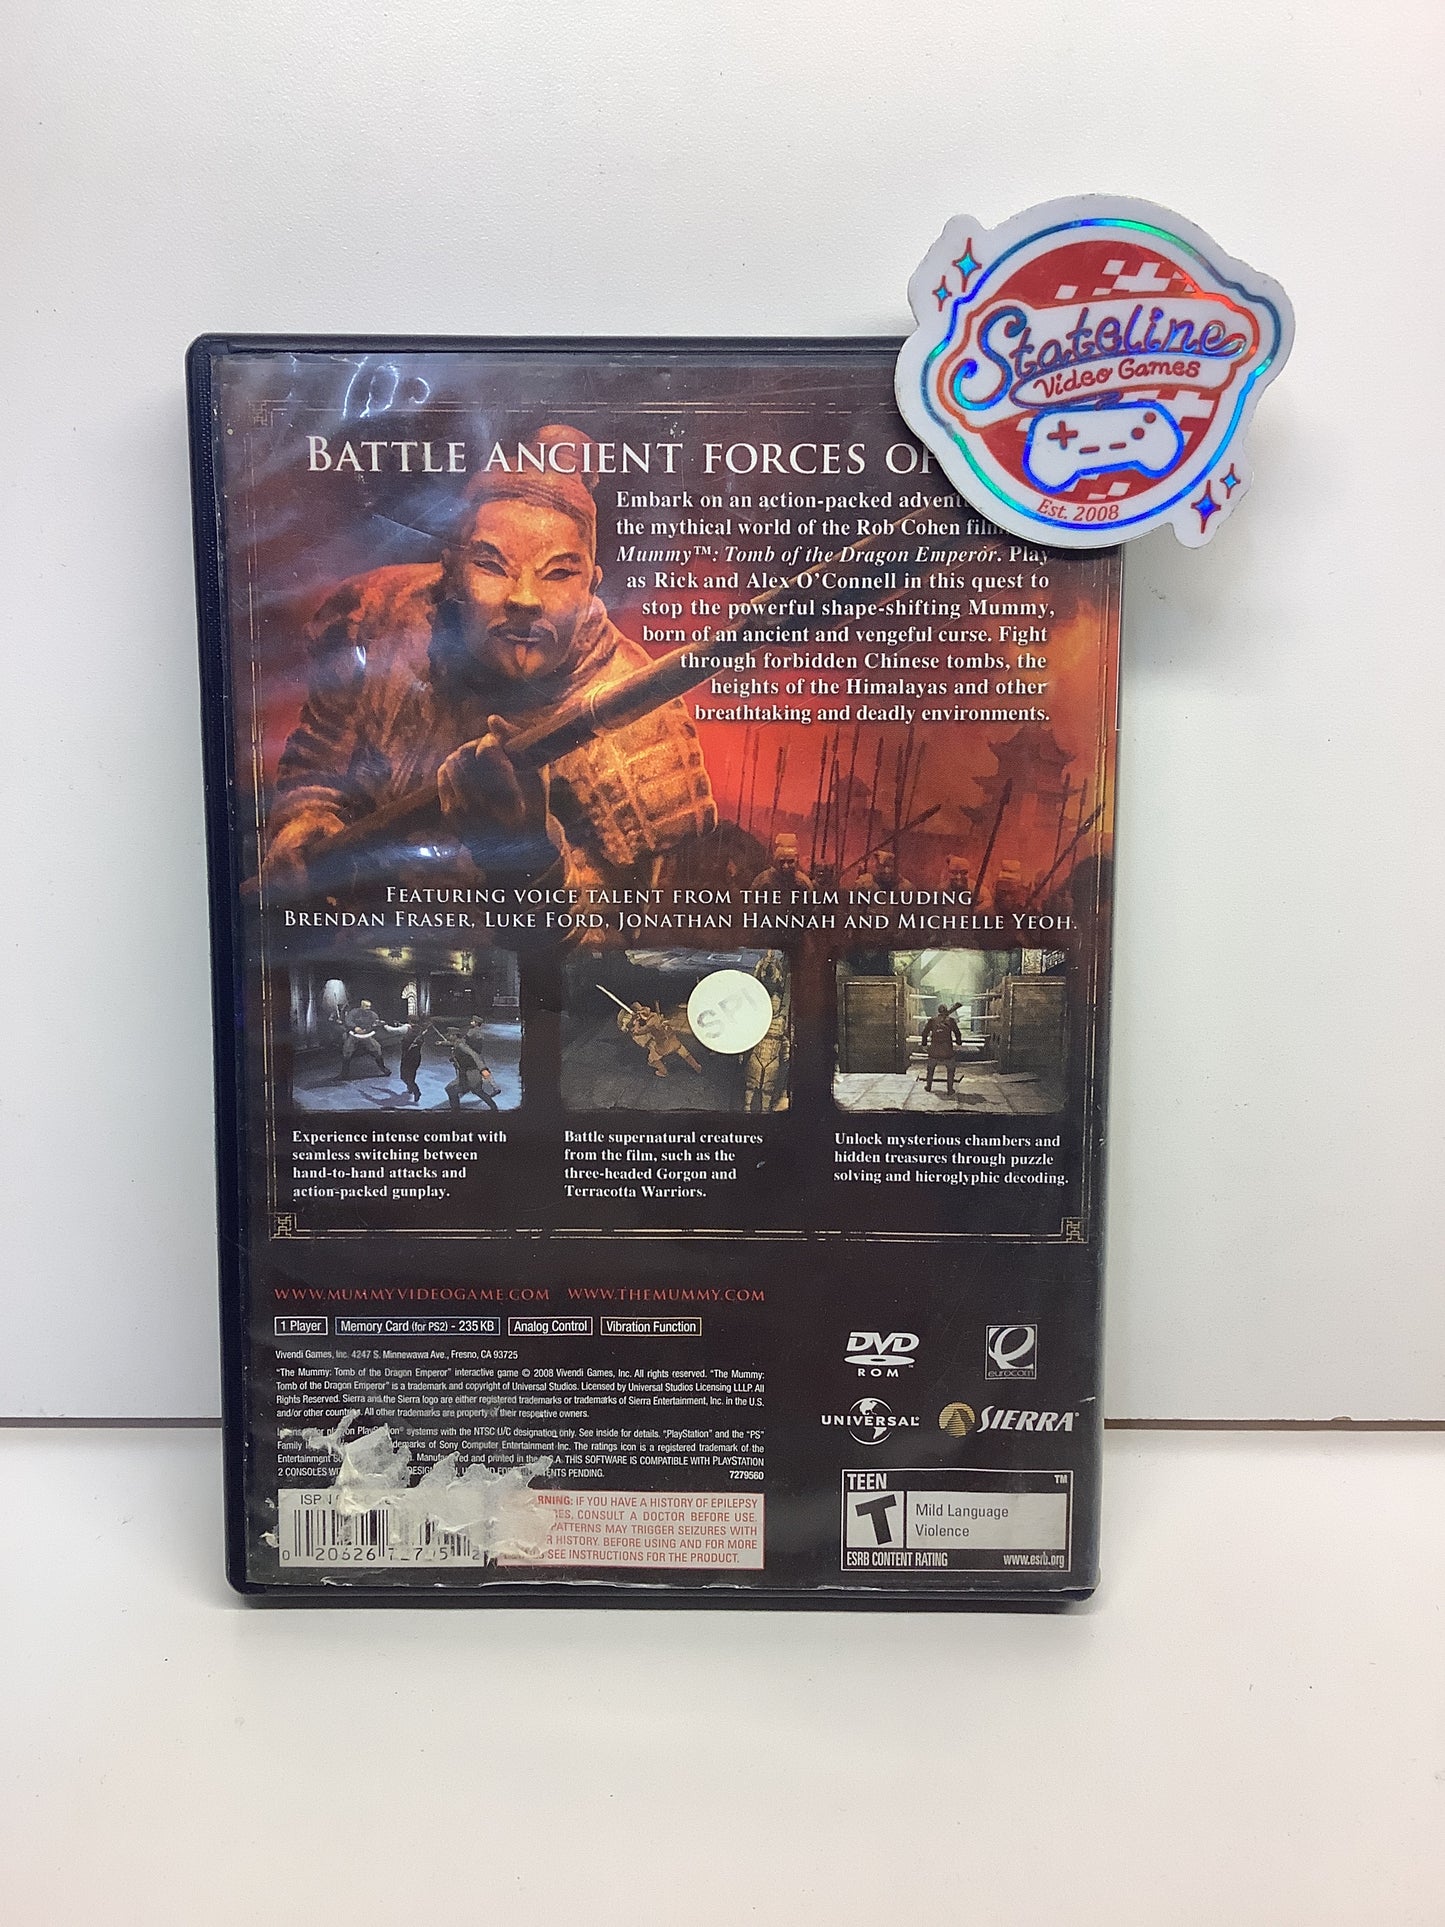 Stateline
Video Games
Est. 2008
BATTLE ANCIENT FORCES OF
Embark on an action-packed
the mythical world of the Rob Cohen
Mummy™: Tomb of the Dragon Emperor. Play
as Rick and Alex O'Connell in this quest to
stop the powerful shape-shifting Mummy,
born of an ancient and vengeful curse. Fight
through forbidden Chinese tombs, the
heights of the Himalayas and other
breathtaking and deadly environments.
FEATURING VOICE TALENT FROM THE FILM INCLUDING
BRENDAN FRASER, LUKE FORD, JONATHAN HANNAH AND MICHELLE YEOH.
SPI
Experience intense combat with
seamless switching between
hand-to-hand attacks and
action-packed gunplay.
Battle supernatural creatures
from the film, such as the
three-headed Gorgon and
Terracotta Warriors.
Unlock mysterious chambers and
hidden treasures through puzzle
solving and hieroglyphic decoding.
WWW.MUMMYVIDEOGAME.COM WWW.THEMUMMY.COM
1 Player Memory Card (for PS2) - 235 KB Analog Control Vibration Function
Vivendi Games, Inc. 4247 S. Minnewawa Ave., Fresno, CA 93725
"The Mummy: Tomb of the Dragon Emperor" interactive game © 2008 Vivendi Games, Inc. All rights reserved. "The Mummy:
Tomb of the Dragon Emperor" is a trademark and copyright of Universal Studios. Licensed by Universal Studios Licensing LLLP. All
Rights Reserved. Sierra and the Sierra logo are either registered trademarks or trademarks of Sierra Entertainment, Inc. in the U.S.
and/or other countries. All other trademarks are property of their respective owners.
systems with the NTSC U/C designation only. See inside for details. "PlayStation" and the "PS"
Family of Sony Computer Entertainment Inc. The ratings icon is a registered trademark of the
Entertainment Manufactured and printed in the THIS SOFTWARE IS COMPATIBLE WITH PLAYSTATION
2 CONSOLES PENDING.
7279560
IF YOU HAVE A HISTORY OF EPILEPSY
CONSULT A DOCTOR BEFORE USE.
PATTERNS MAY TRIGGER SEIZURES WITH
HISTORY. BEFORE USING AND FOR MORE
SEE INSTRUCTIONS FOR THE PRODUCT.
DVD
ROM
eurocom
UNIVERSAL
SIERRA
TEEN
TM
T
Mild Language
Violence
ESRB CONTENT RATING www.esrb.org